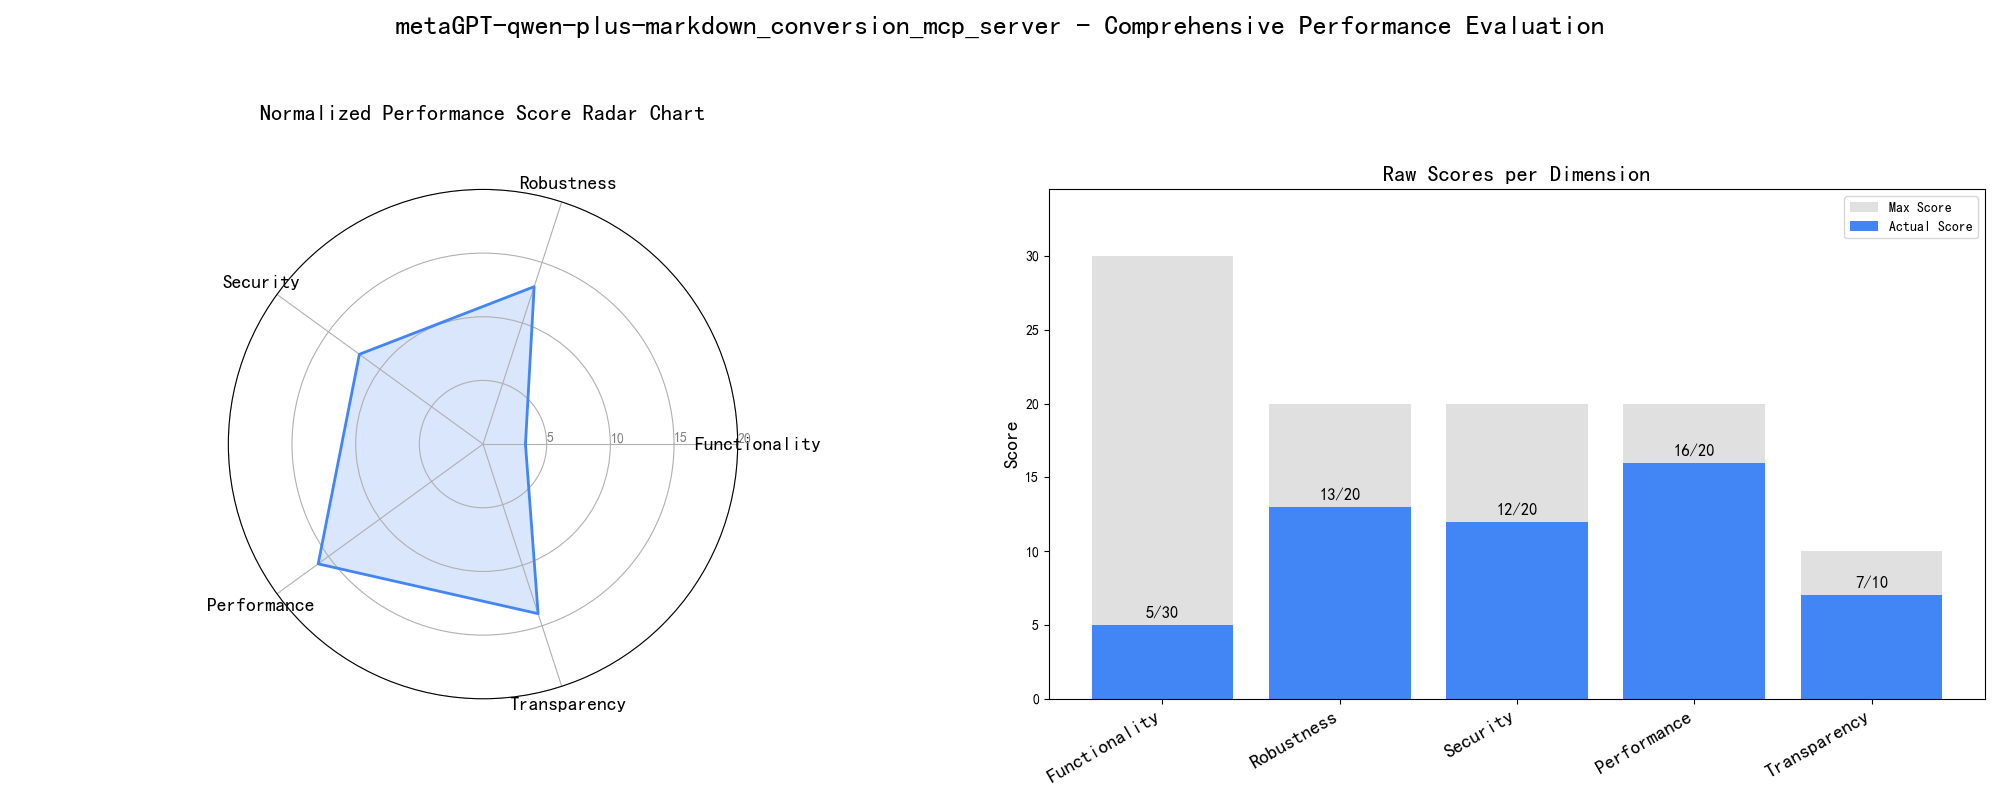 metaGPT-qwen-plus-markdown_conversion_mcp_server - Comprehensive Performance Evaluation
Normalized Performance Score Radar Chart
Robustness
Security
Functionality
Performance
Transparency
5
10
15
20
Raw Scores per Dimension
Max Score
Actual Score
Score
30
25
20
15
10
5
0
5/30
13/20
12/20
16/20
7/10
Functionality
Robustness
Security
Performance
Transparency